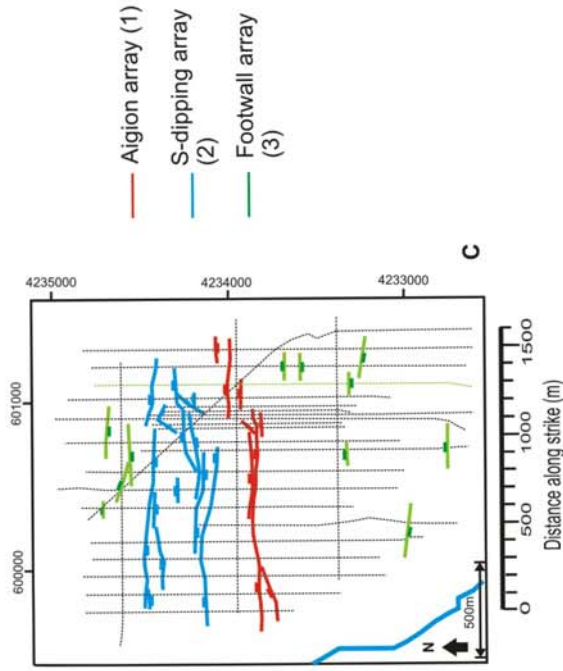 Aigion array (1)
S-dipping array
(2)
Footwall array
(3)
4235000
4234000
4233000
601000
600000
C
N
500m
0
500
1000
1500
Distance along strike (m)